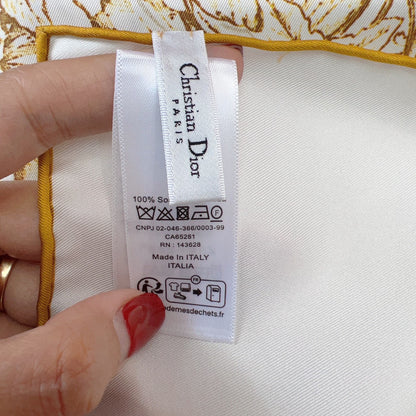 Christian Dior
PARIS
100% So
CNPJ 02-046-366/0003-99
CA65261
RN : 143628
Made In ITALY
ITALIA
FR
demesdechets.fr